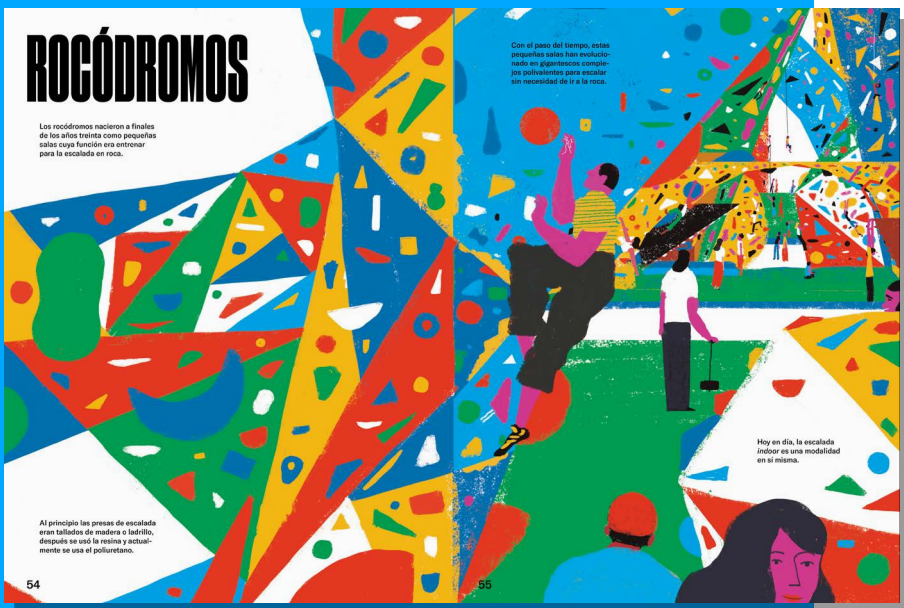 ROCÓDROMOS
Los rocódromos nacieron a finales
de los años treinta como pequeñas
salas cuya función era entrenar
para la escalada en roca.
Al principio las presas de escalada
eran tallados de madera o ladrillo,
después se usó la resina y actual-
mente se usa el poliuretano.
54
Con el paso del tiempo, estas
pequeñas salas han evolucio-
nado en gigantescos comple-
jos polivalentes para escalar
sin necesidad de ir a la roca.
Hoy en día, la escalada
indoor es una modalidad
en sí misma.
55